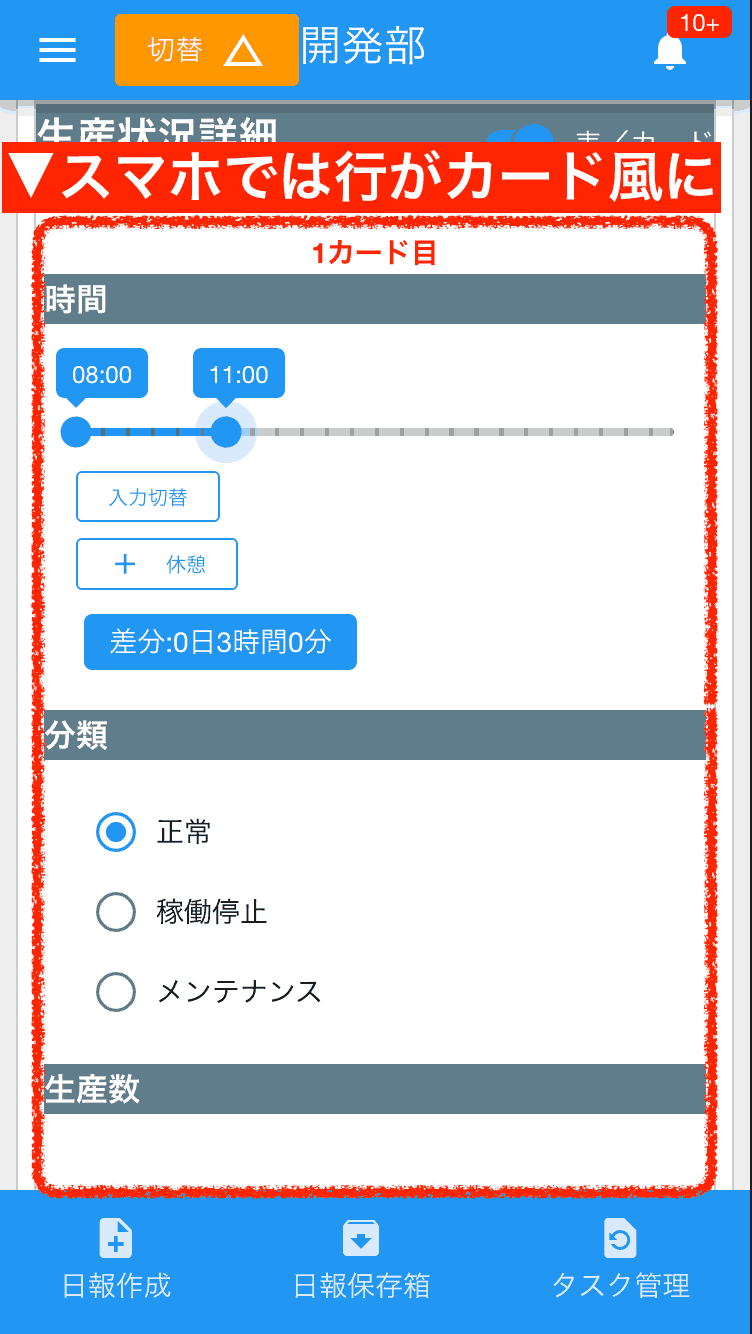 切替 開発部 10+
生産状況詳細 表／カード
▼スマホでは行がカード風に
1カード目
時間
08:00 11:00
入力切替
＋ 休憩
差分:0日3時間0分
分類
正常
稼働停止
メンテナンス
生産数
日報作成 日報保存箱 タスク管理